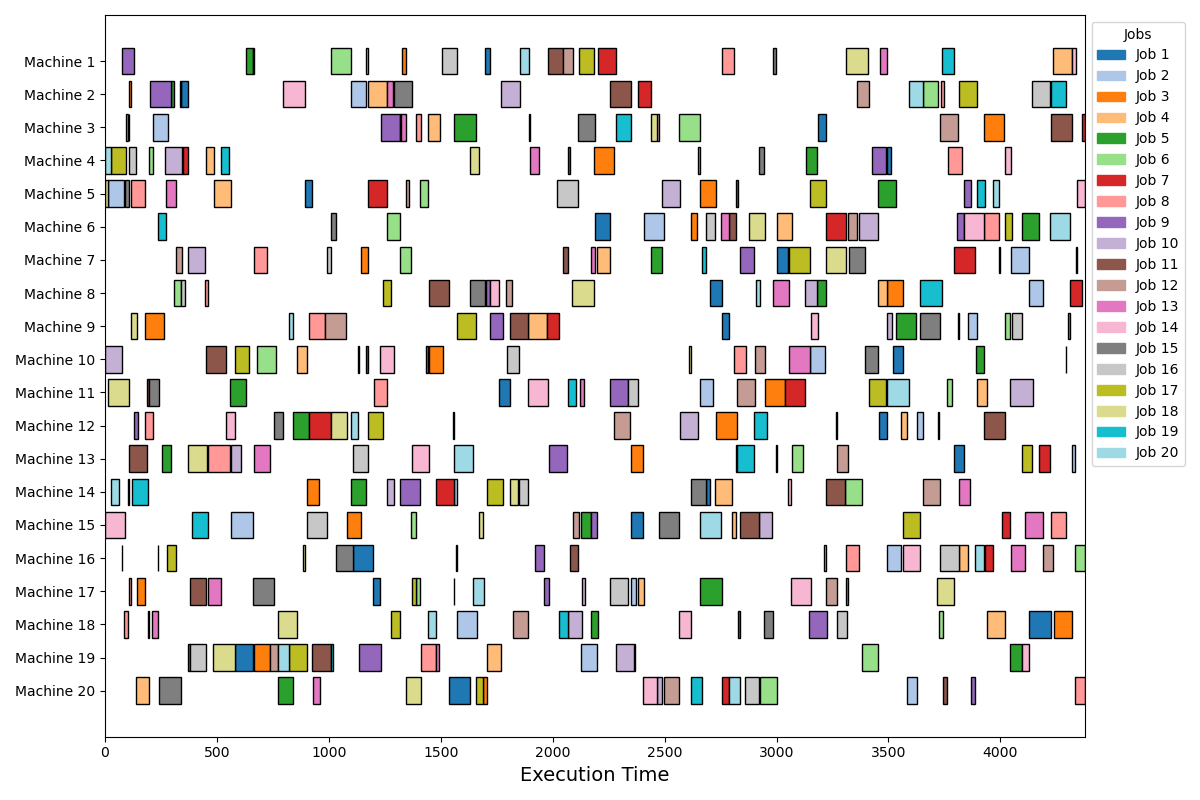 Machine 1
Machine 2
Machine 3
Machine 4
Machine 5
Machine 6
Machine 7
Machine 8
Machine 9
Machine 10
Machine 11
Machine 12
Machine 13
Machine 14
Machine 15
Machine 16
Machine 17
Machine 18
Machine 19
Machine 20
0 500 1000 1500 2000 2500 3000 3500 4000
Execution Time
Jobs
Job 1
Job 2
Job 3
Job 4
Job 5
Job 6
Job 7
Job 8
Job 9
Job 10
Job 11
Job 12
Job 13
Job 14
Job 15
Job 16
Job 17
Job 18
Job 19
Job 20